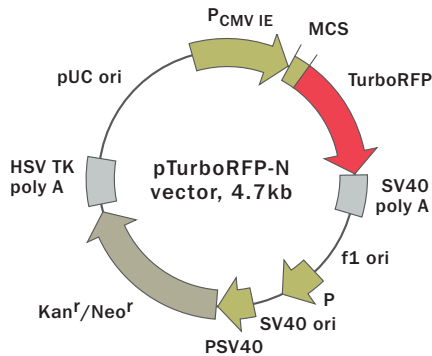 P CMV IE
MCS
TurboRFP
pUC ori
HSV TK
poly A
pTurboRFP-N
vector, 4.7kb
SV40
poly A
f1 ori
P
SV40 ori
Kanʳ/Neoʳ
PSV40